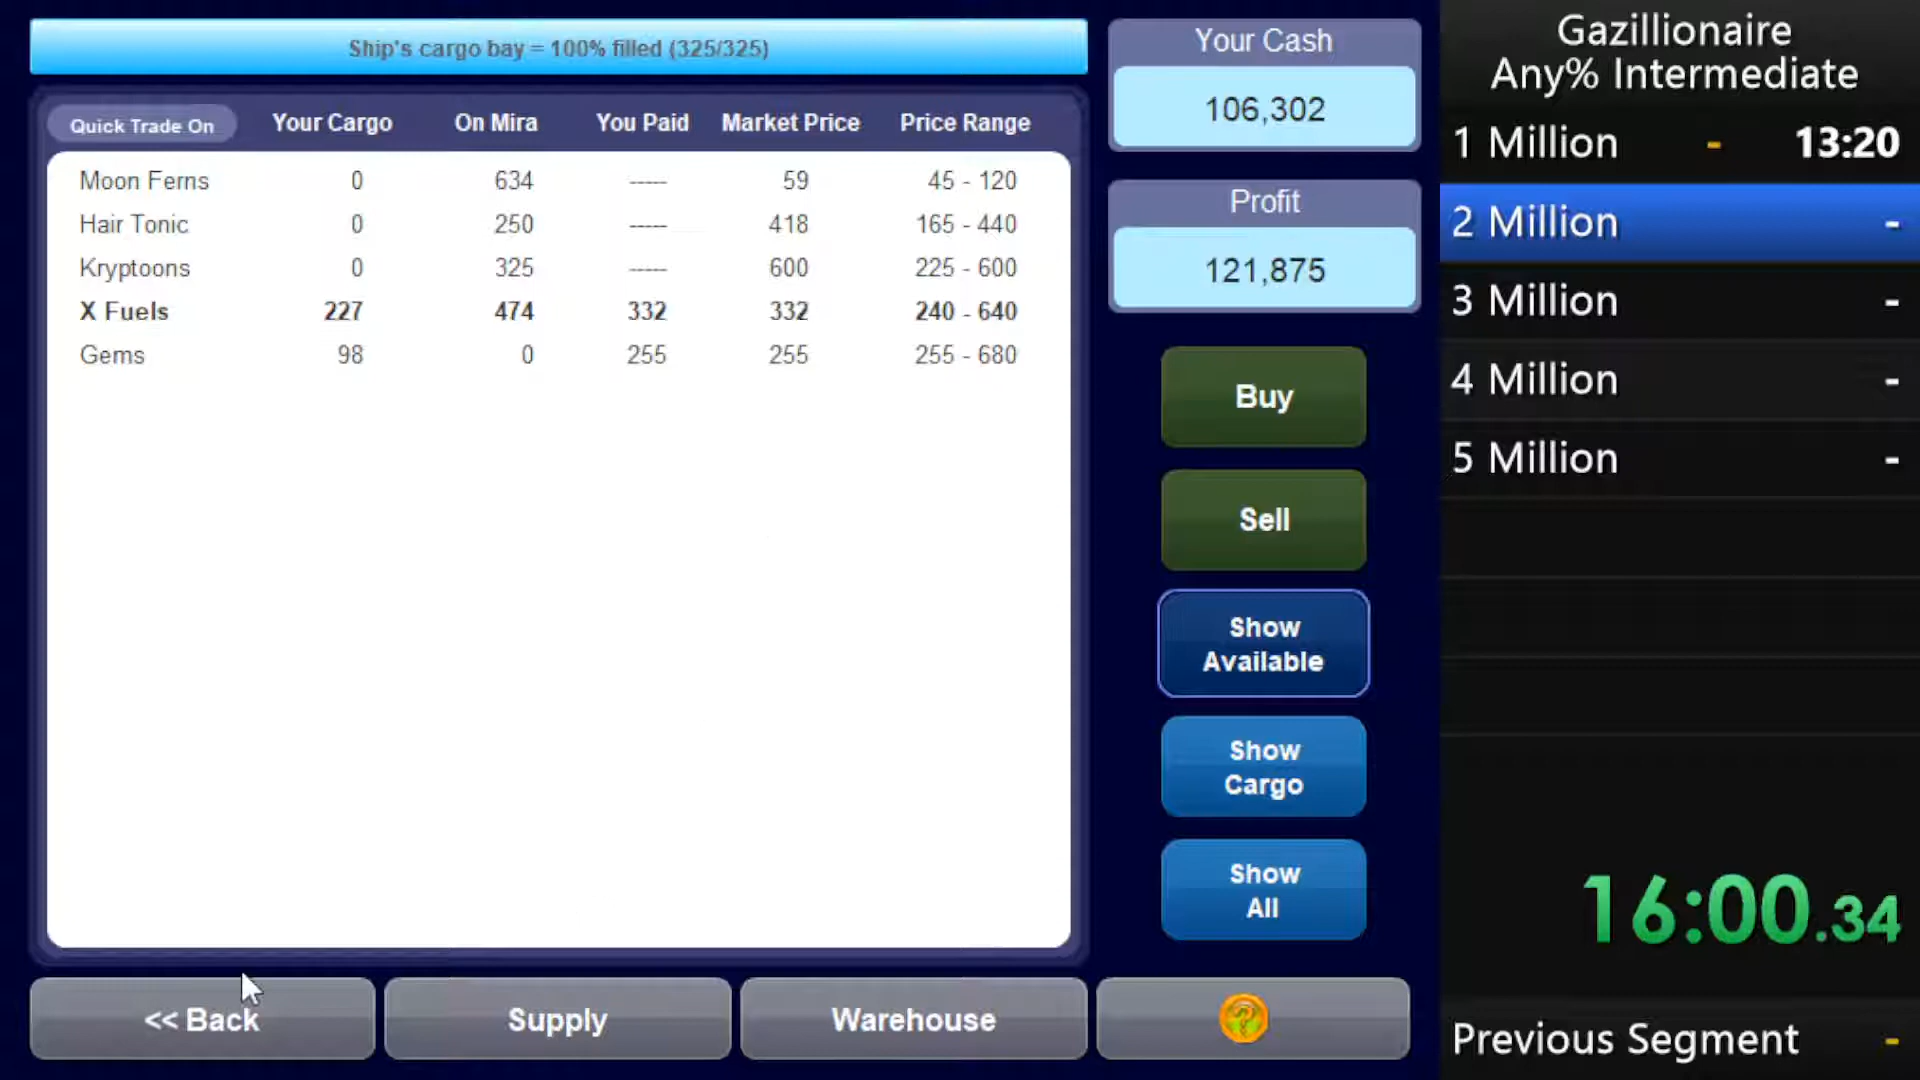 Ship's cargo bay = 100% filled (325/325)
Quick Trade On Your Cargo On Mira You Paid Market Price Price Range
Moon Ferns 0 634 ----- 59 45 - 120
Hair Tonic 0 250 ----- 418 165 - 440
Kryptoons 0 325 ----- 600 225 - 600
X Fuels 227 474 332 332 240 - 640
Gems 98 0 255 255 255 - 680
Your Cash
106,302
Profit
121,875
Buy
Sell
Show
Available
Show
Cargo
Show
All
<< Back Supply Warehouse ?
Gazillionaire
Any% Intermediate
1 Million - 13:20
2 Million -
3 Million -
4 Million -
5 Million -
16:00.34
Previous Segment -